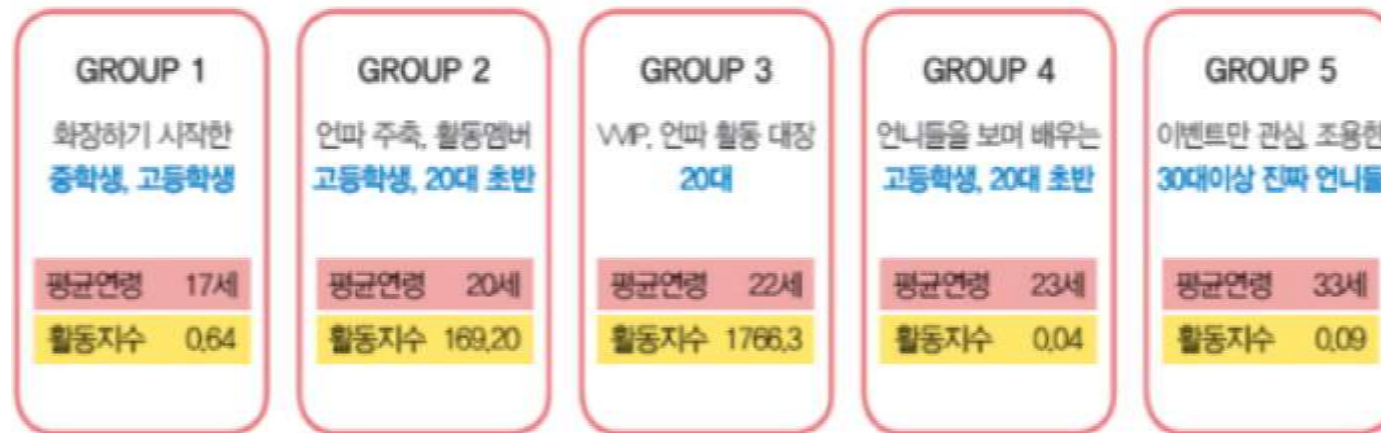 GROUP 1
화장하기 시작한
중학생, 고등학생
평균연령 17세
활동지수 0.64
GROUP 2
언파 주축, 활동멤버
고등학생, 20대 초반
평균연령 20세
활동지수 169.20
GROUP 3
VVIP, 언파 활동 대장
20대
평균연령 22세
활동지수 1766.3
GROUP 4
언니들을 보며 배우는
고등학생, 20대 초반
평균연령 23세
활동지수 0.04
GROUP 5
이벤트만 관심, 조용한
30대이상 진짜 언니들
평균연령 33세
활동지수 0.09